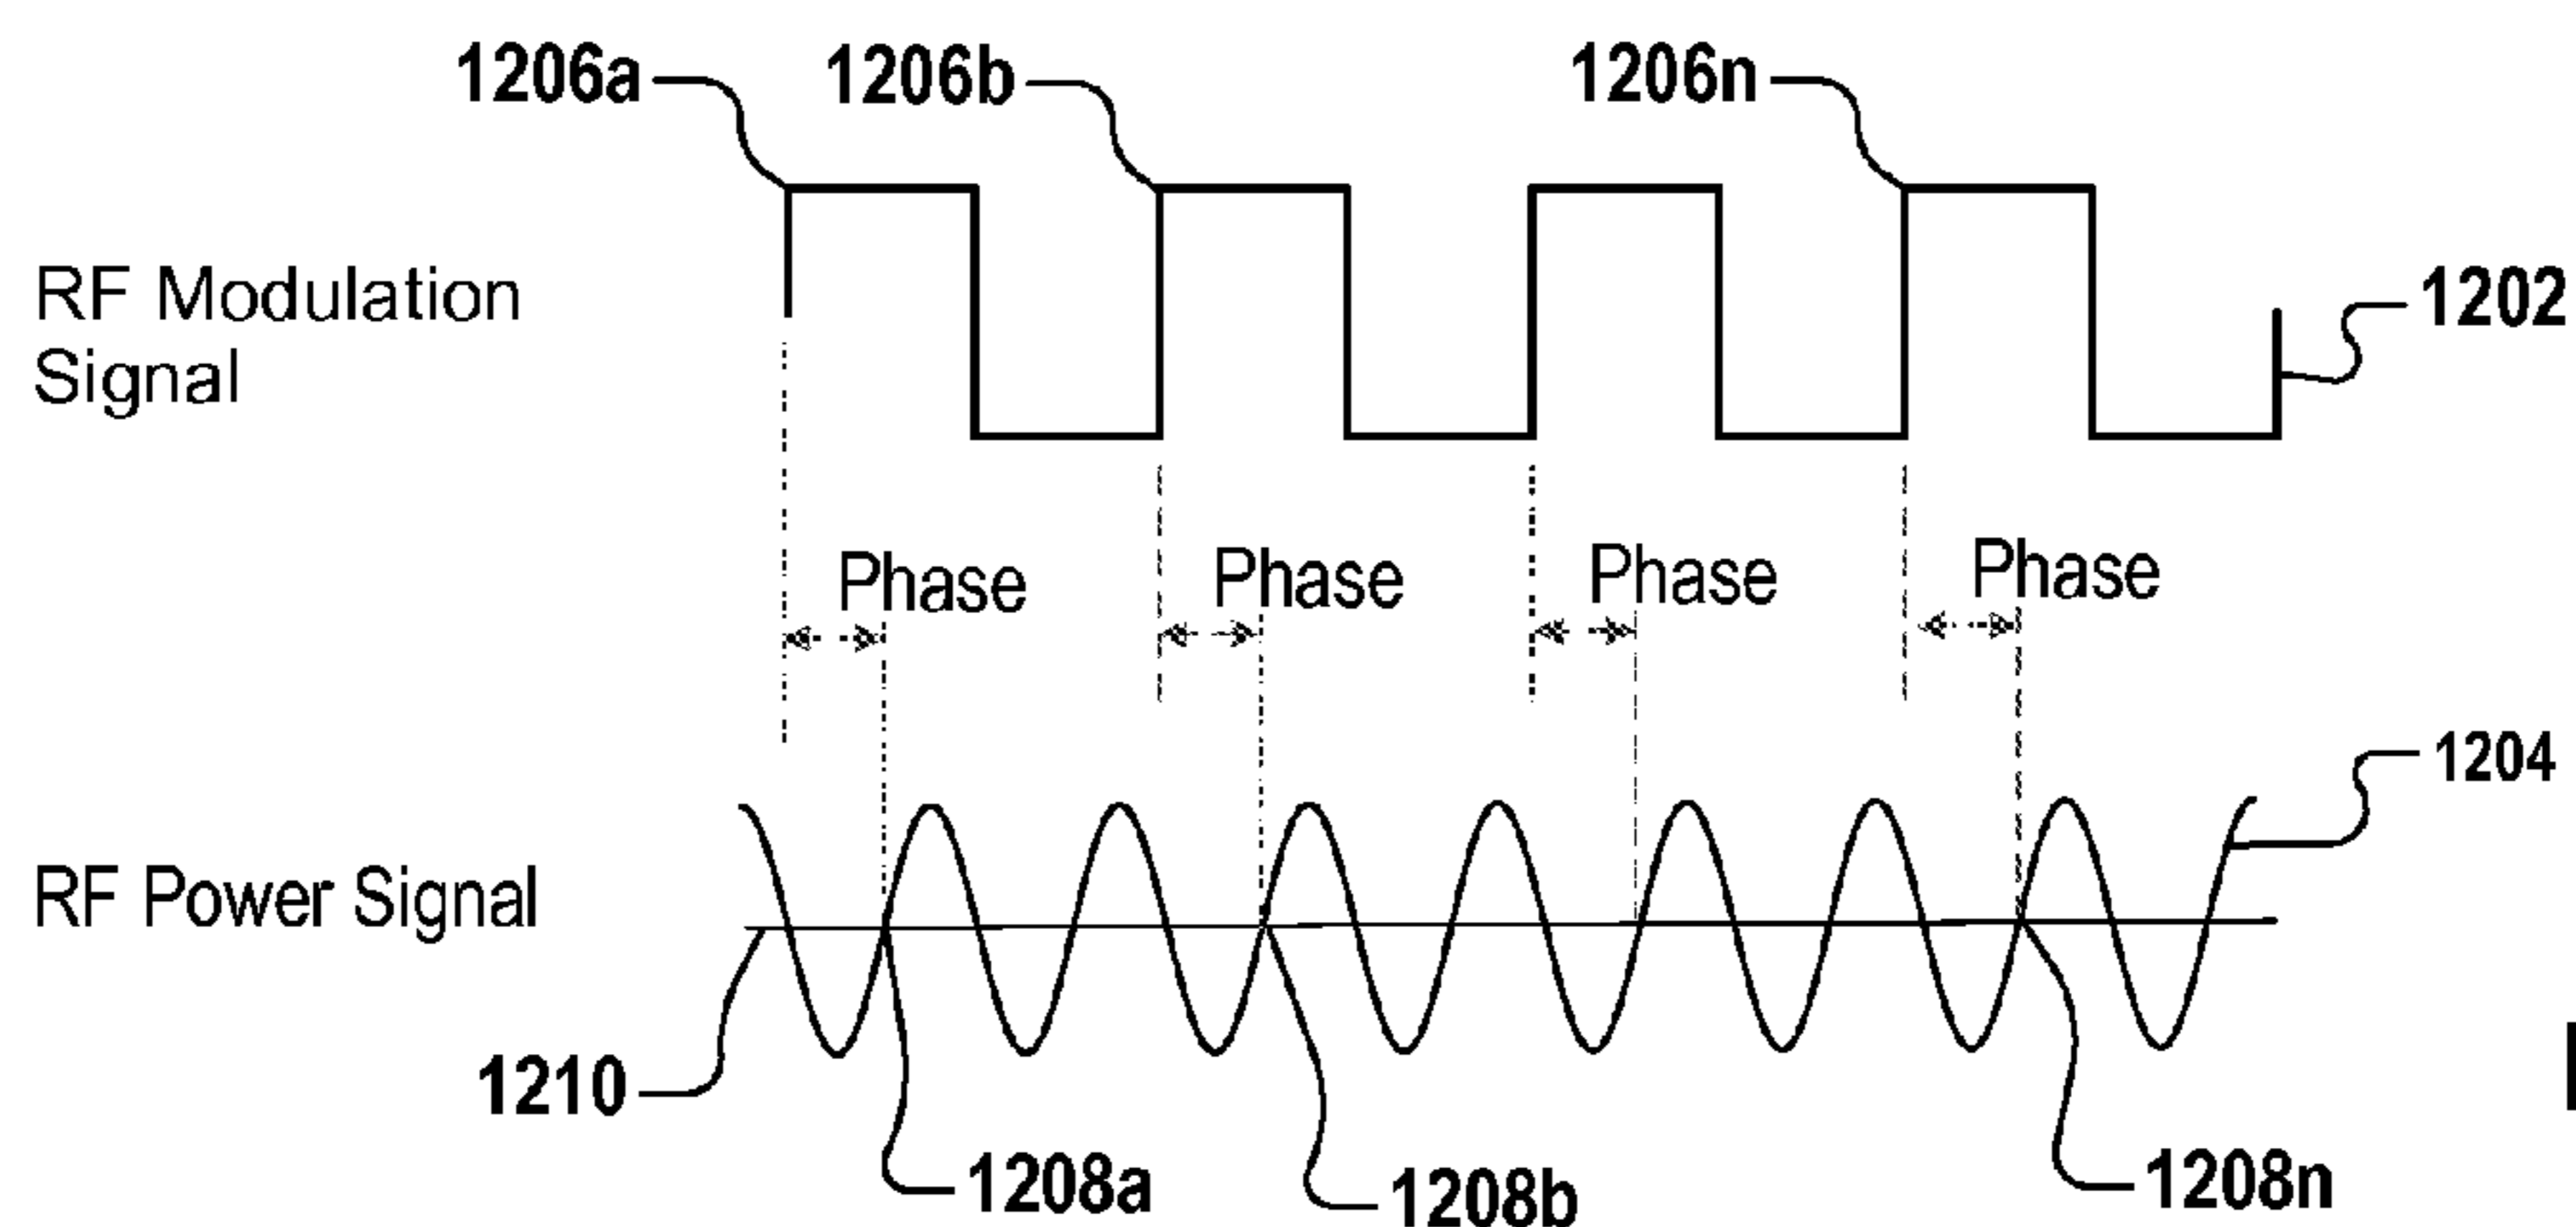 1206a
1206b
1206n
RF Modulation
Signal
1202
Phase
Phase
Phase
Phase
1204
RF Power Signal
1210
1208a
1208b
1208n